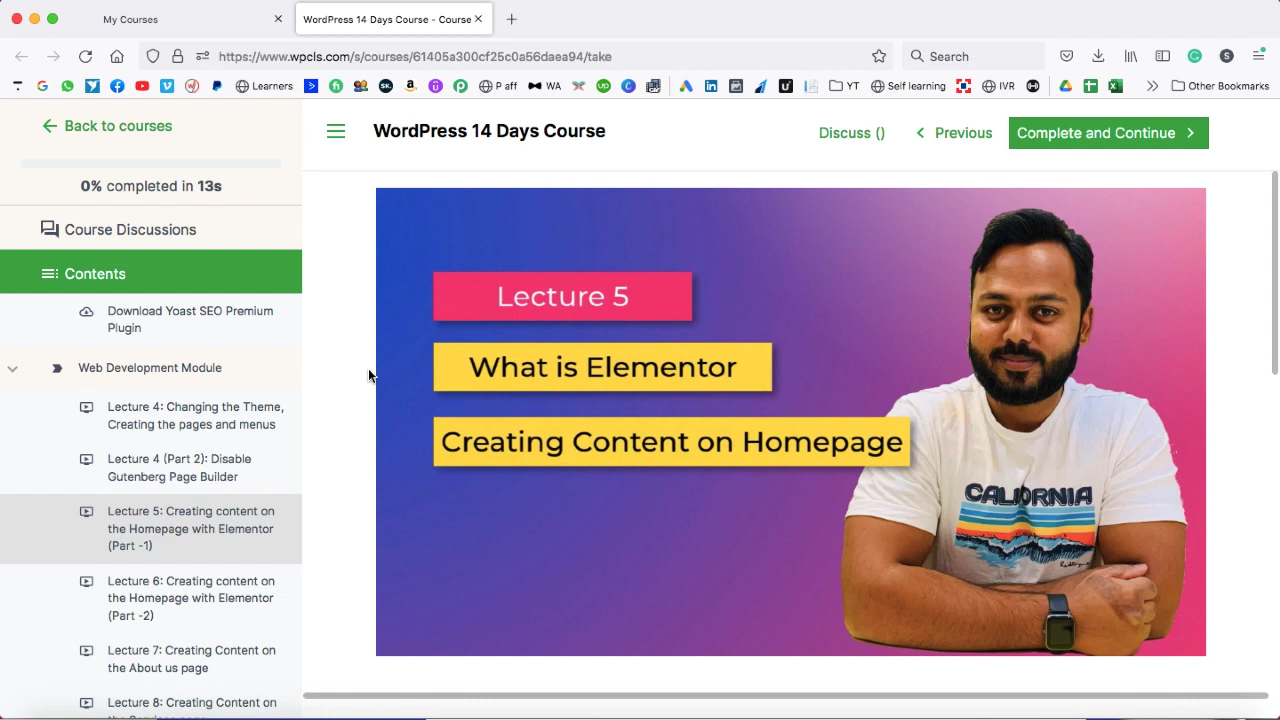 My Courses
WordPress 14 Days Course - Course
https://www.wpcls.com/s/courses/61405a300cf25c0a56daea94/take
Search
Learners
P aff
WA
YT
Self learning
IVR
Other Bookmarks
Back to courses
0% completed in 13s
Course Discussions
Contents
Download Yoast SEO Premium
Plugin
Web Development Module
Lecture 4: Changing the Theme,
Creating the pages and menus
Lecture 4 (Part 2): Disable
Gutenberg Page Builder
Lecture 5: Creating content on
the Homepage with Elementor
(Part -1)
Lecture 6: Creating content on
the Homepage with Elementor
(Part -2)
Lecture 7: Creating Content on
the About us page
Lecture 8: Creating Content on
WordPress 14 Days Course
Discuss ()
Previous
Complete and Continue
Lecture 5
What is Elementor
Creating Content on Homepage
CALIFORNIA